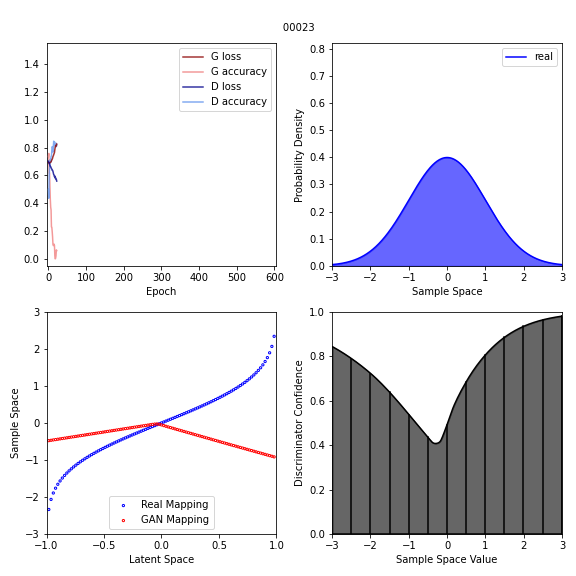 00023
1.4
1.2
1.0
0.8
0.6
0.4
0.2
0.0
0 100 200 300 400 500 600
Epoch
G loss
G accuracy
D loss
D accuracy
Probability Density
0.8
0.7
0.6
0.5
0.4
0.3
0.2
0.1
0.0
−3 −2 −1 0 1 2 3
Sample Space
real
Sample Space
3
2
1
0
−1
−2
−3
−1.0 −0.5 0.0 0.5 1.0
Latent Space
Real Mapping
GAN Mapping
Discriminator Confidence
1.0
0.8
0.6
0.4
0.2
0.0
−3 −2 −1 0 1 2 3
Sample Space Value